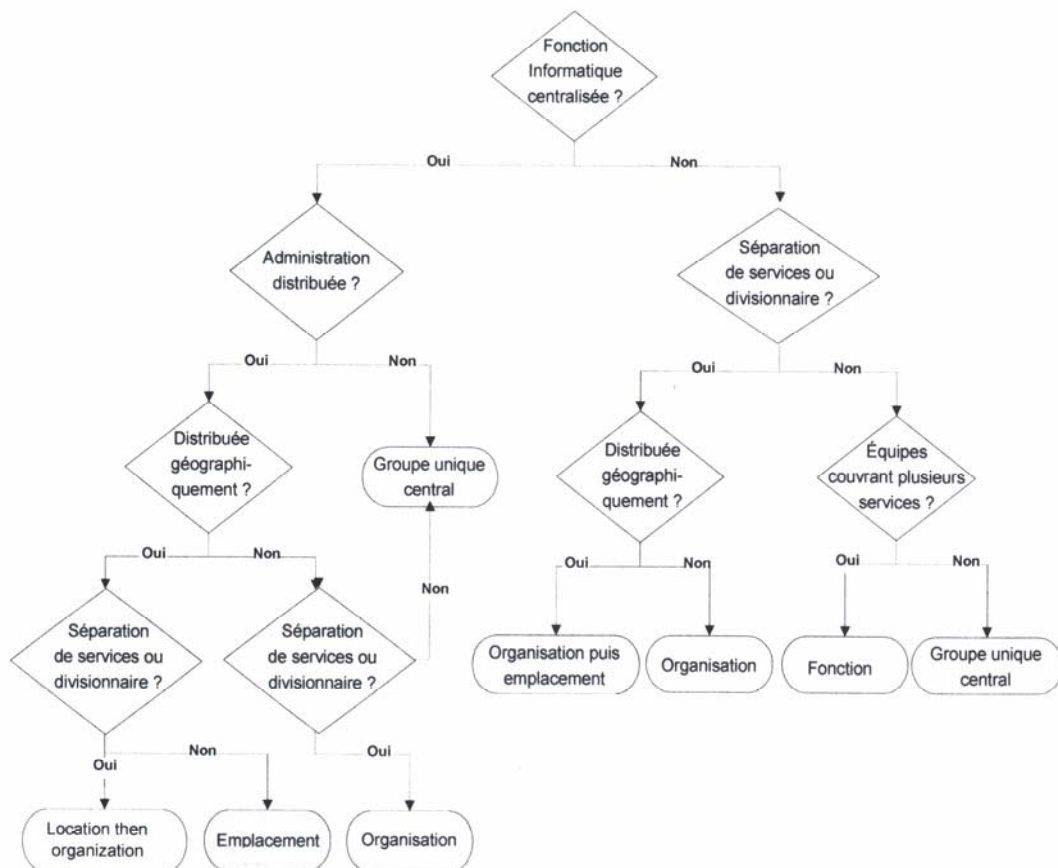 Fonction
Informatique
centralisée ?
Oui
Non
Administration
distribuée ?
Séparation
de services ou
divisionnaire ?
Oui
Non
Oui
Non
Distribuée
géographi-
quement ?
Groupe unique
central
Distribuée
géographi-
quement ?
Équipes
couvrant plusieurs
services ?
Oui
Non
Non
Oui
Non
Oui
Non
Séparation
de services ou
divisionnaire ?
Séparation
de services ou
divisionnaire ?
Organisation puis
emplacement
Organisation
Fonction
Groupe unique
central
Oui
Non
Oui
Location then
organization
Emplacement
Organisation